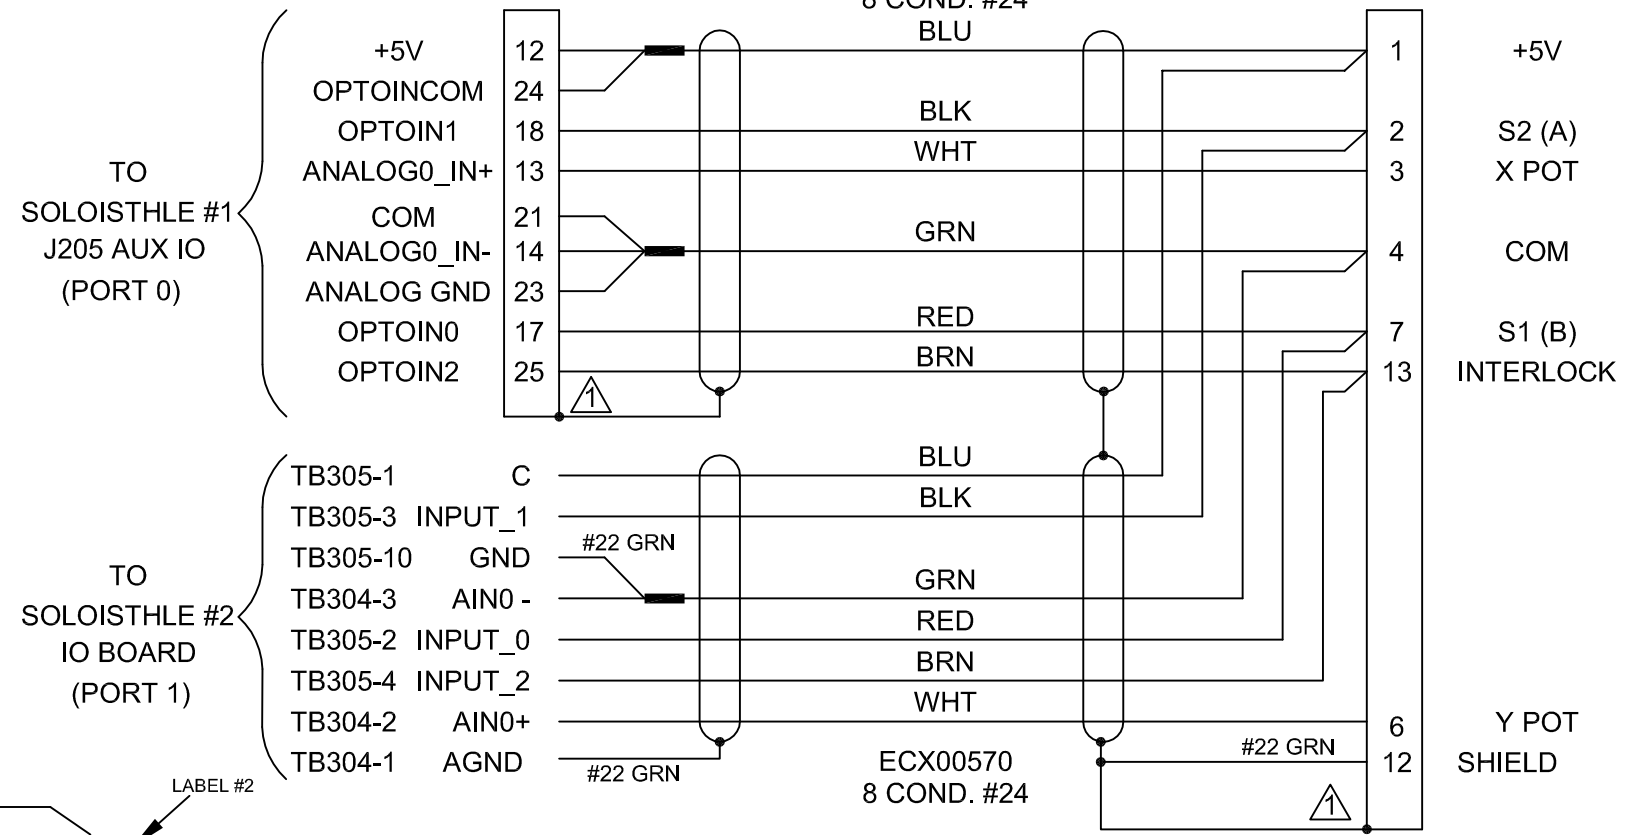 8 COND. #24
BLU
+5V 12 1 +5V
OPTOINCOM 24
BLK
OPTOIN1 18 2 S2 (A)
WHT
ANALOG0_IN+ 13 3 X POT
TO
SOLOISTHLE #1
J205 AUX IO
(PORT 0)
COM 21
GRN
ANALOG0_IN- 14 4 COM
ANALOG GND 23
RED
OPTOIN0 17 7 S1 (B)
BRN
OPTOIN2 25 13 INTERLOCK
1
BLU
TB305-1 C
BLK
TB305-3 INPUT_1
#22 GRN
TB305-10 GND
GRN
TB304-3 AIN0 -
TO
SOLOISTHLE #2
IO BOARD
(PORT 1)
RED
TB305-2 INPUT_0
BRN
TB305-4 INPUT_2
WHT
TB304-2 AIN0+ 6 Y POT
#22 GRN
TB304-1 AGND 12 SHIELD
#22 GRN
ECX00570
8 COND. #24
LABEL #2
1